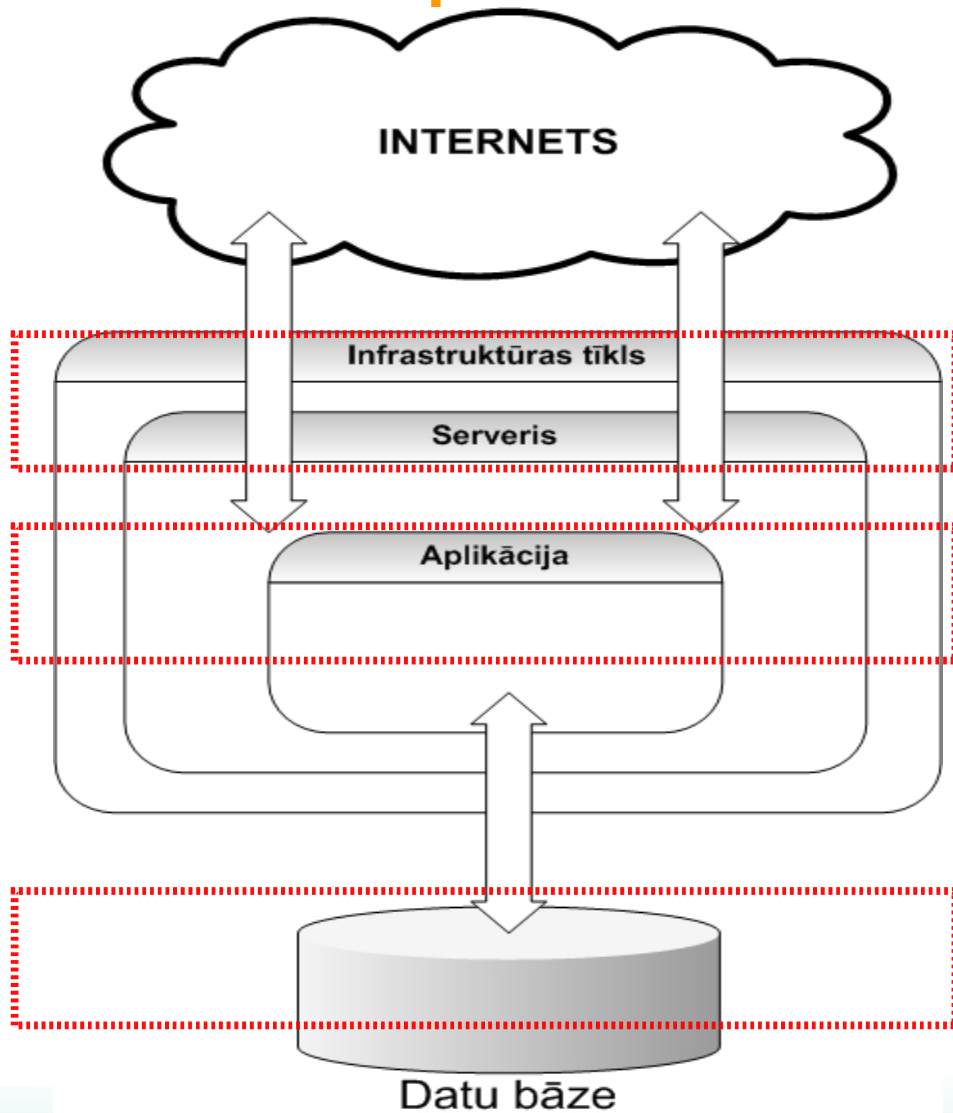 INTERNETS
Infrastruktūras tīkls
Serveris
Aplikācija
Datu bāze